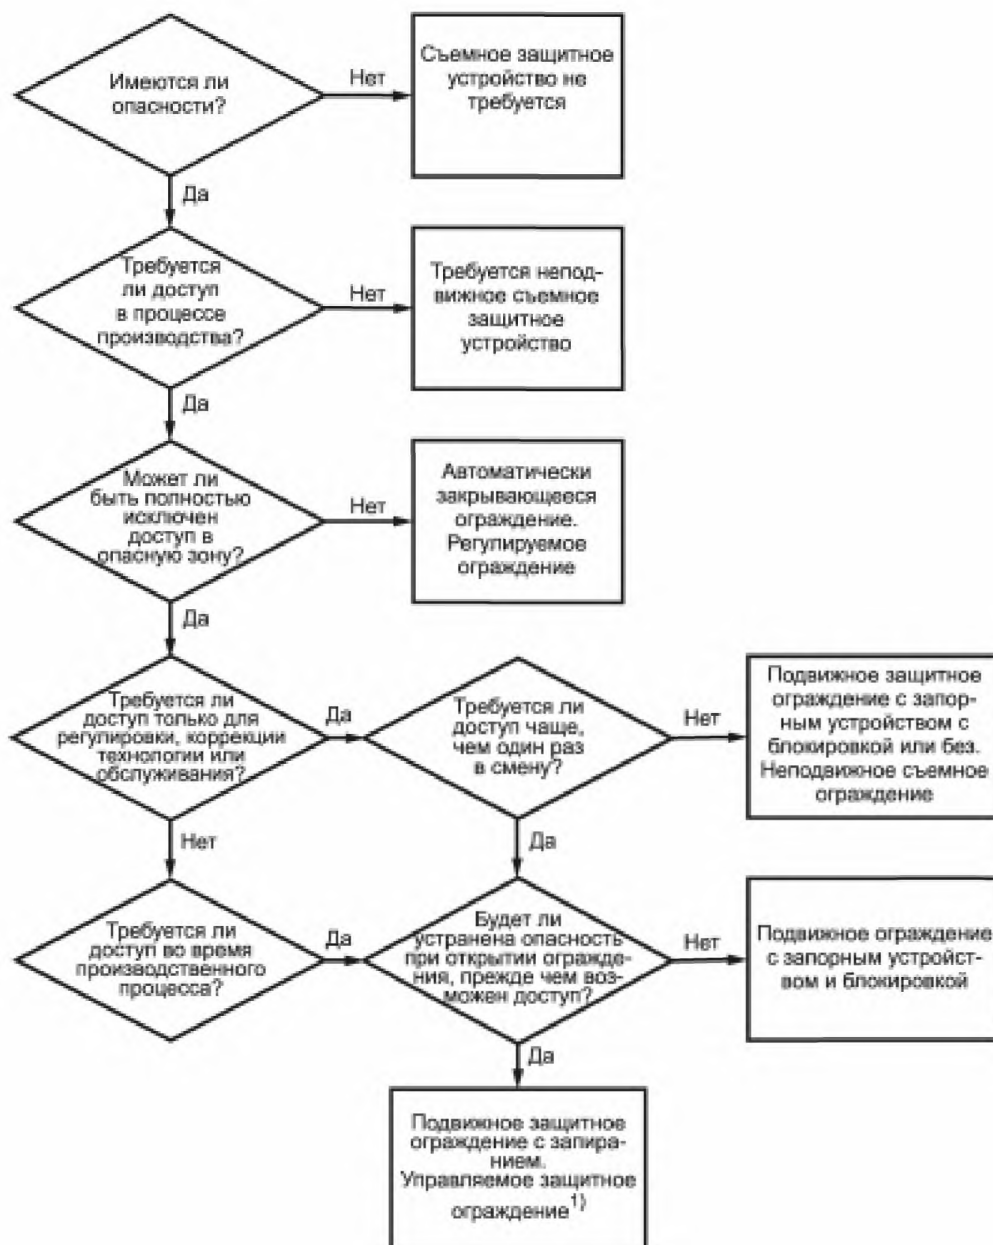 Имеются ли
опасности?
Нет
Съемное защитное
устройство не
требуется
Да
Требуется
ли доступ
в процессе
производства?
Нет
Требуется непод-
вижное съемное
защитное
устройство
Да
Может ли
быть полностью
исключен
доступ в
опасную зону?
Нет
Автоматически
закрывающееся
ограждение.
Регулируемое
ограждение
Да
Требуется ли
доступ только для
регулировки, коррекции
технологии или
обслуживания?
Да
Требуется ли
доступ чаще,
чем один раз
в смену?
Нет
Подвижное защитное
ограждение с запор-
ным устройством с
блокировкой или без.
Неподвижное съемное
ограждение
Нет
Да
Требуется ли
доступ во время
производственного
процесса?
Да
Будет ли
устранена опасность
при открытии огражде-
ния, прежде чем воз-
можен доступ?
Нет
Подвижное ограждение
с запорным устройст-
вом и блокировкой
Да
Подвижное защитное
ограждение с запира-
нием.
Управляемое защитное
ограждение1)